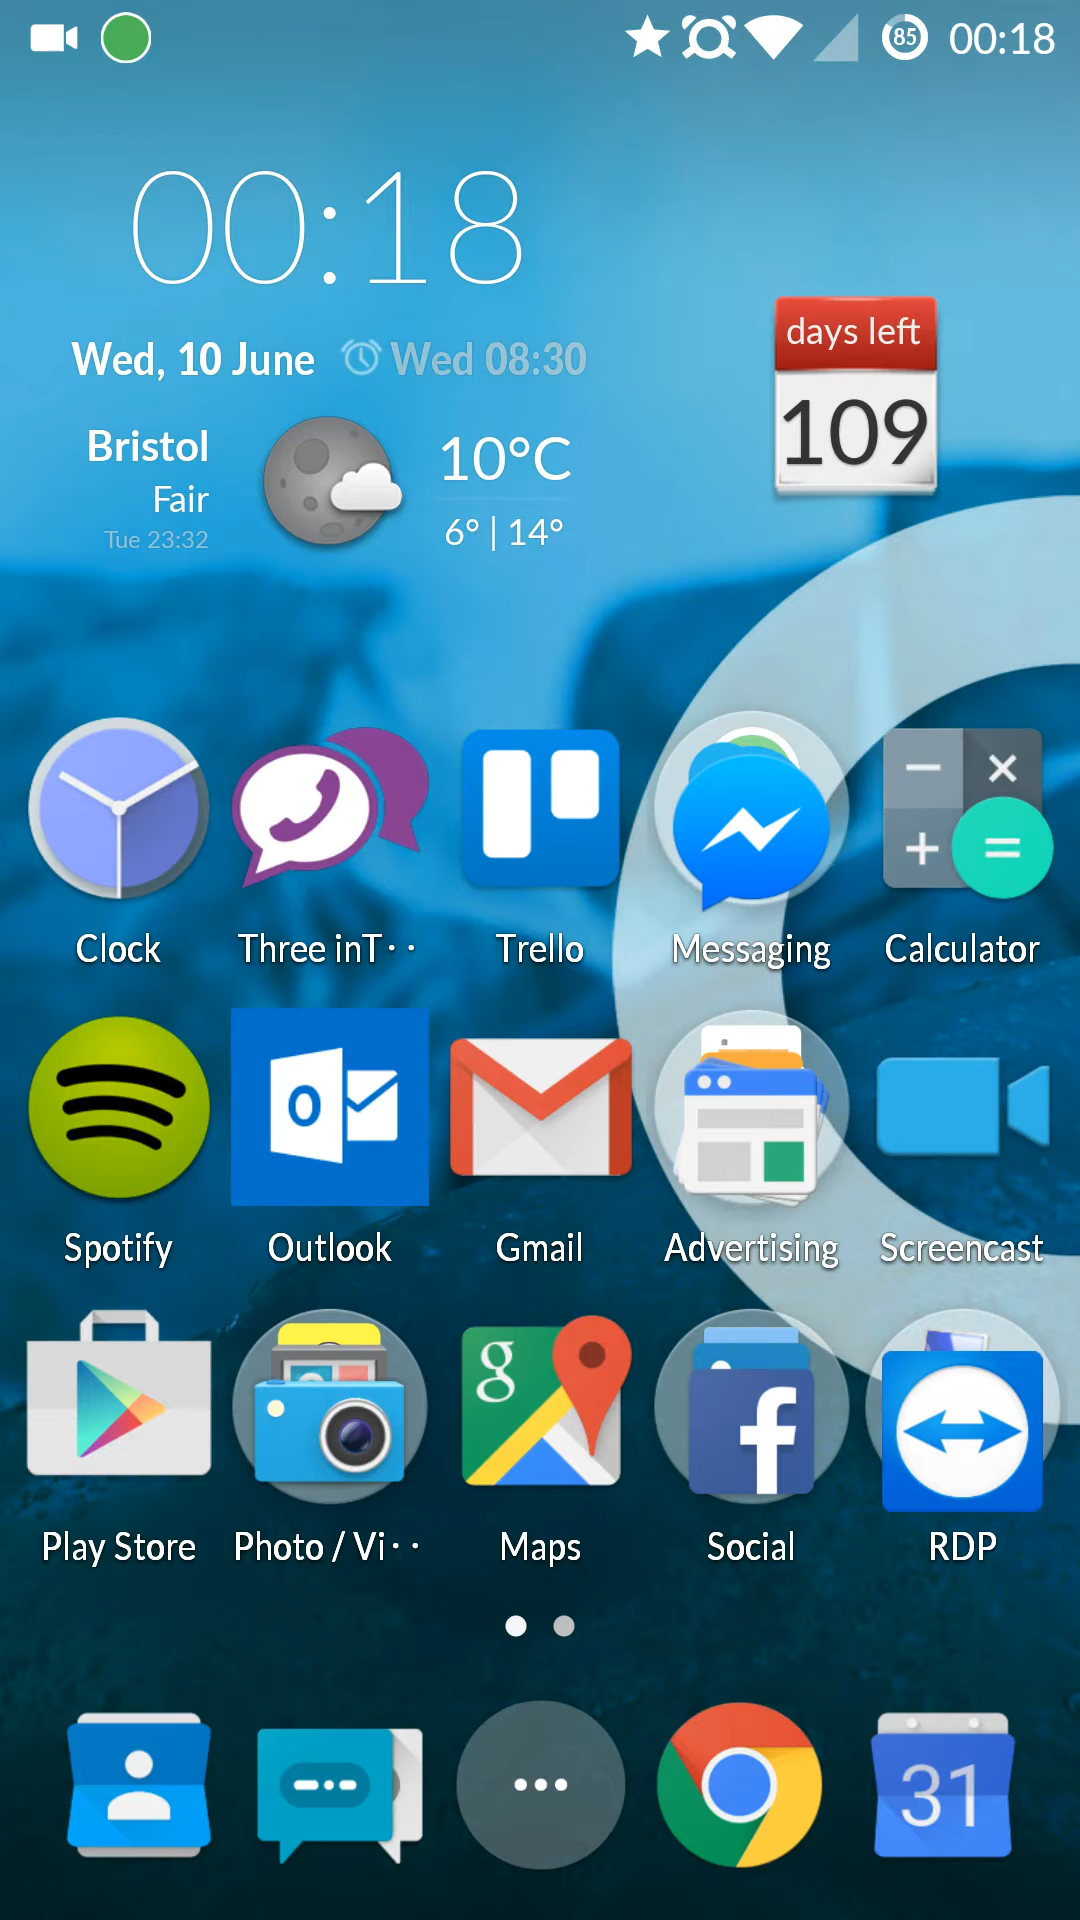 85 00:18
00:18
Wed, 10 June Wed 08:30
days left
109
Bristol
Fair
Tue 23:32
10°C
6° | 14°
Clock Three inT·· Trello Messaging Calculator
Spotify Outlook Gmail Advertising Screencast
g
f
Play Store Photo / Vi·· Maps Social RDP
31